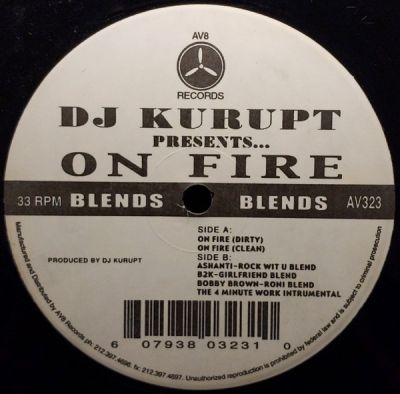 AV8
RECORDS
DJ KURUPT
PRESENTS...
ON FIRE
33 RPM BLENDS BLENDS AV323
SIDE A:
ON FIRE (DIRTY)
ON FIRE (CLEAN)
PRODUCED BY DJ KURUPT
SIDE B:
ASHANTI-ROCK WIT U BLEND
B2K-GIRLFRIEND BLEND
BOBBY BROWN-RONI BLEND
THE 4 MINUTE WORK INTRUMENTAL
6 07938 03231 0
Manufactured and Distributed by AV8 Records ph. 212.397.4696, fx. 212.397.4697. Unauthorized reproduction is prohibited by federal law and is subject to criminal prosecution